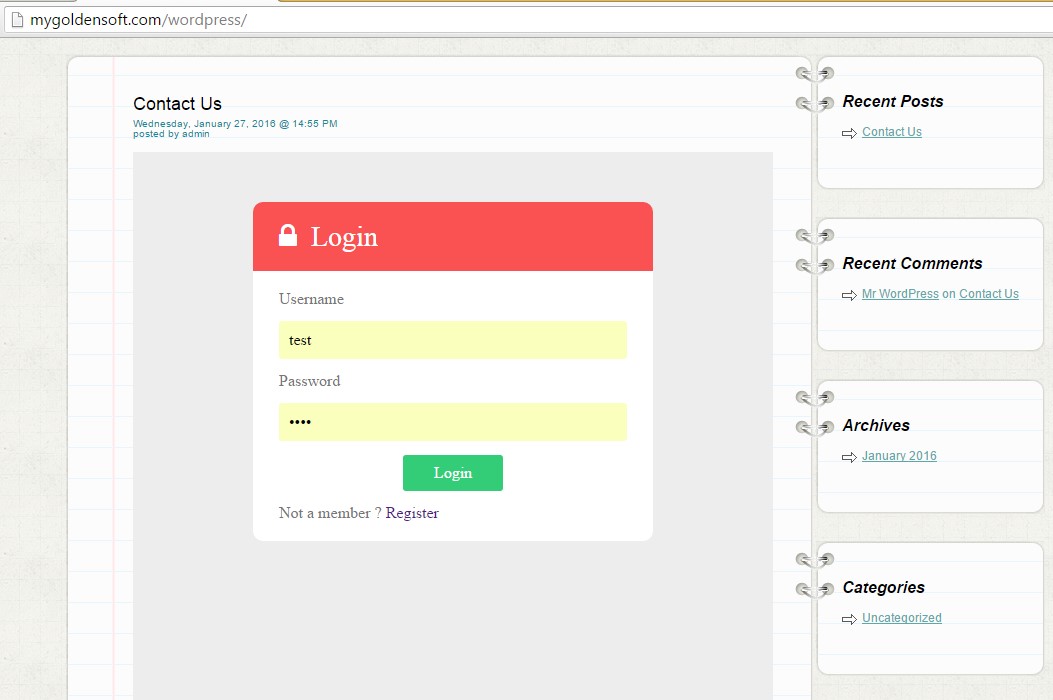 mygoldensoft.com/wordpress/
Contact Us
Wednesday, January 27, 2016 @ 14:55 PM
posted by admin
Login
Username
test
Password
••••
Login
Not a member ? Register
Recent Posts
Contact Us
Recent Comments
Mr WordPress on Contact Us
Archives
January 2016
Categories
Uncategorized